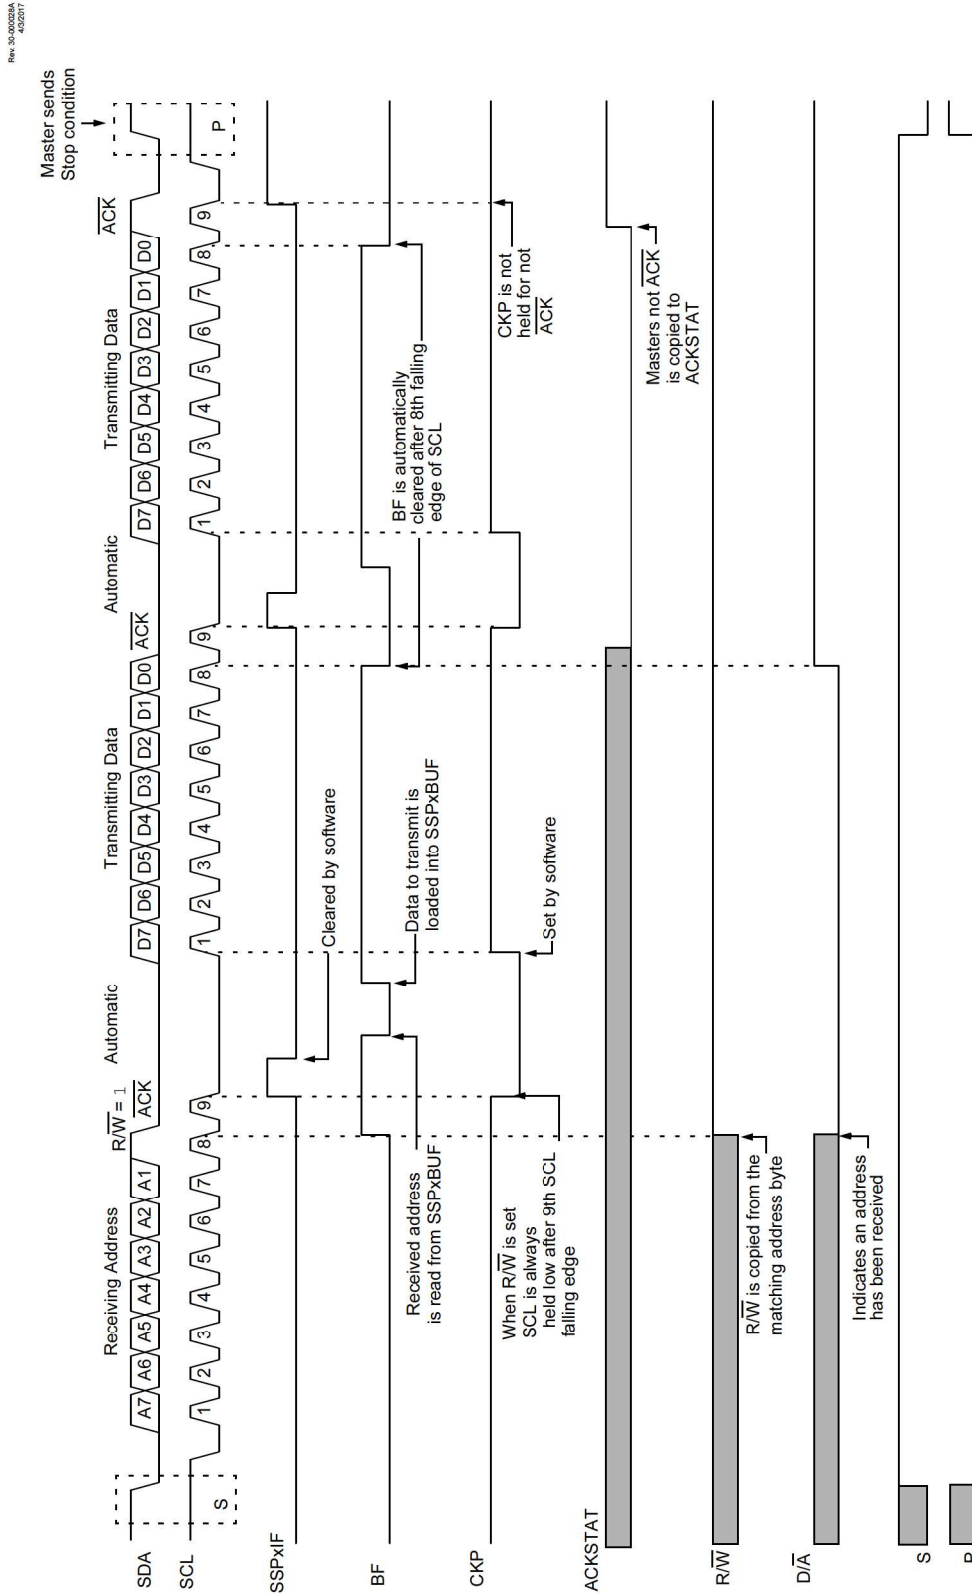 Rev. 30-000028A
4/3/2017
Master sends
Stop condition
Receiving Address
R/W = 1
Automatic
Transmitting Data
Automatic
Transmitting Data
ACK
SDA
A7 A6 A5 A4 A3 A2 A1
ACK
D7 D6 D5 D4 D3 D2 D1 D0
ACK
D7 D6 D5 D4 D3 D2 D1 D0
SCL
S
1 2 3 4 5 6 7 8 9
1 2 3 4 5 6 7 8 9
1 2 3 4 5 6 7 8 9
P
SSPxIF
Cleared by software
BF
Received address
is read from SSPxBUF
Data to transmit is
loaded into SSPxBUF
BF is automatically
cleared after 8th falling
edge of SCL
CKP
When R/W is set
SCL is always
held low after 9th SCL
falling edge
Set by software
CKP is not
held for not
ACK
ACKSTAT
Masters not ACK
is copied to
ACKSTAT
R/W
R/W is copied from the
matching address byte
D/A
Indicates an address
has been received
S